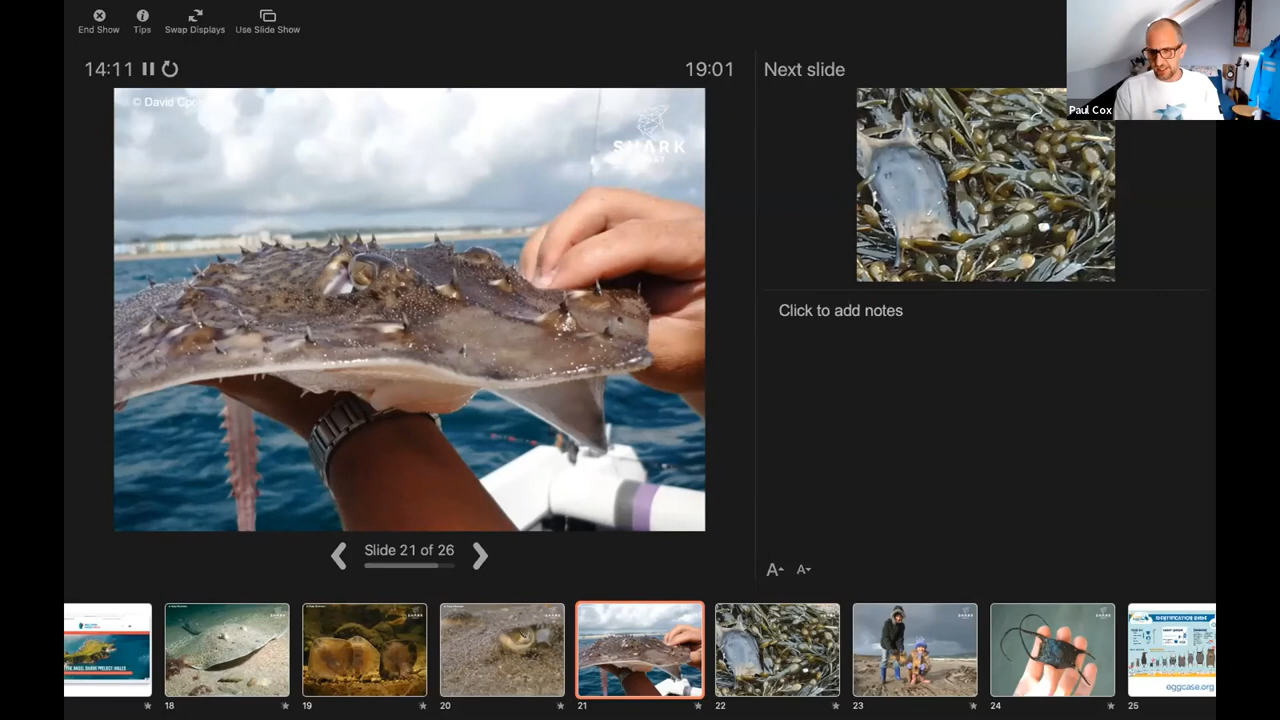 End Show
Tips
Swap Displays
Use Slide Show
14:11
19:01
Next slide
Paul Cox
© David
SHARK
Click to add notes
Slide 21 of 26
A
A
18
19
20
21
22
23
24
25
eggcase.org